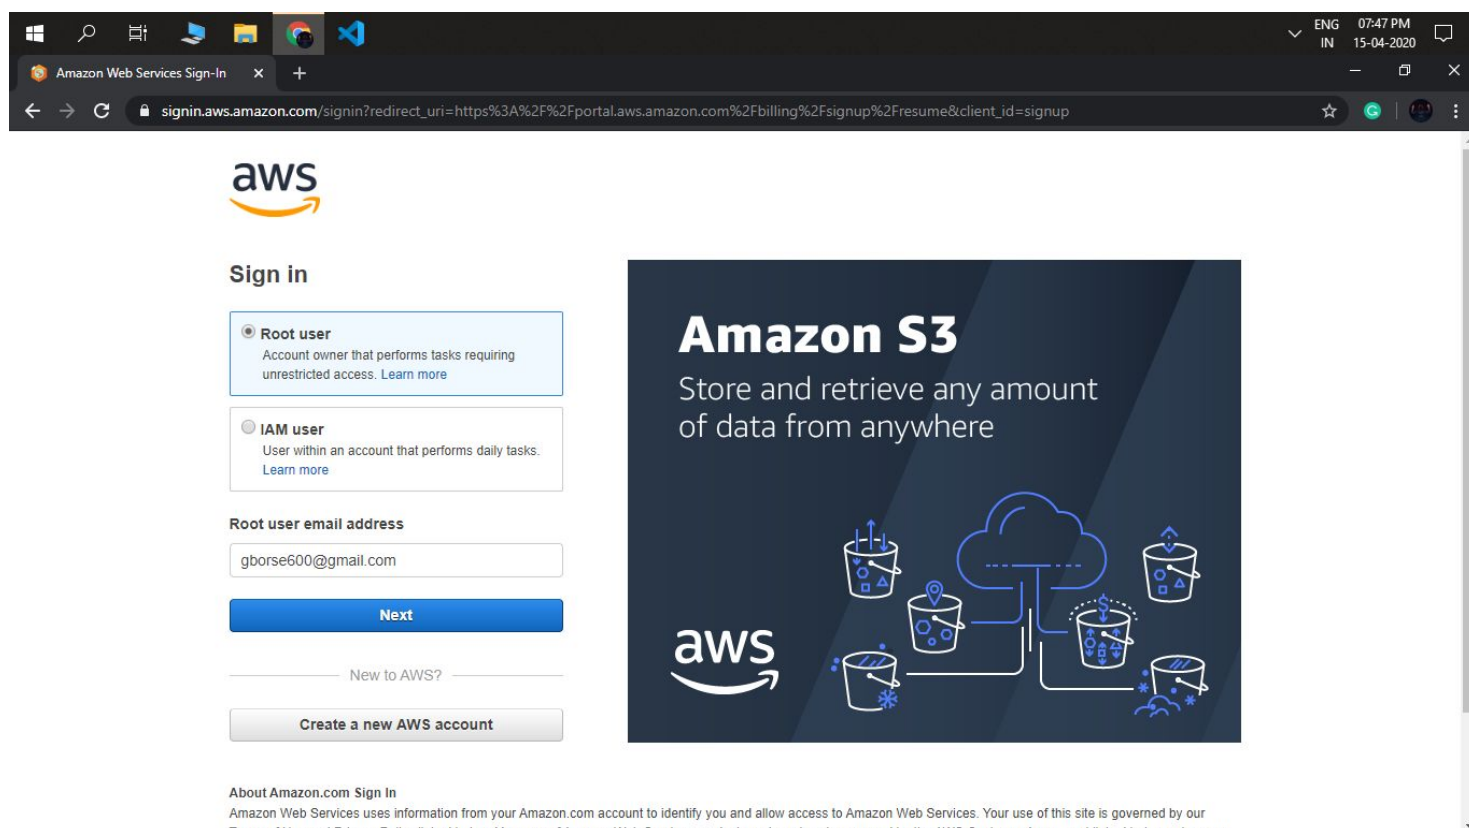 ENG
07:47 PM
IN
15-04-2020
Amazon Web Services Sign-In
signin.aws.amazon.com/signin?redirect_uri=https%3A%2F%2Fportal.aws.amazon.com%2Fbilling%2Fsignup%2Fresume&client_id=signup
aws
Sign in
Root user
Account owner that performs tasks requiring
unrestricted access. Learn more
IAM user
User within an account that performs daily tasks.
Learn more
Root user email address
gborse600@gmail.com
Next
New to AWS?
Create a new AWS account
Amazon S3
Store and retrieve any amount
of data from anywhere
aws
About Amazon.com Sign In
Amazon Web Services uses information from your Amazon.com account to identify you and allow access to Amazon Web Services. Your use of this site is governed by our